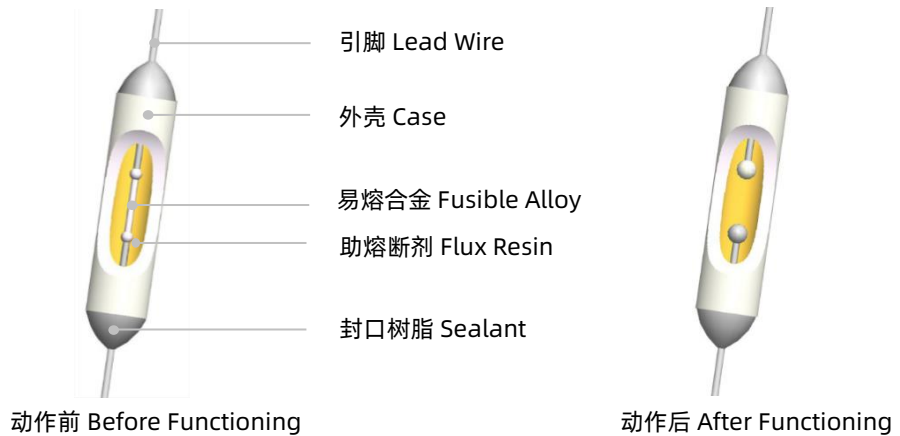 引脚 Lead Wire
外壳 Case
易熔合金 Fusible Alloy
助熔断剂 Flux Resin
封口树脂 Sealant
动作前 Before Functioning
动作后 After Functioning